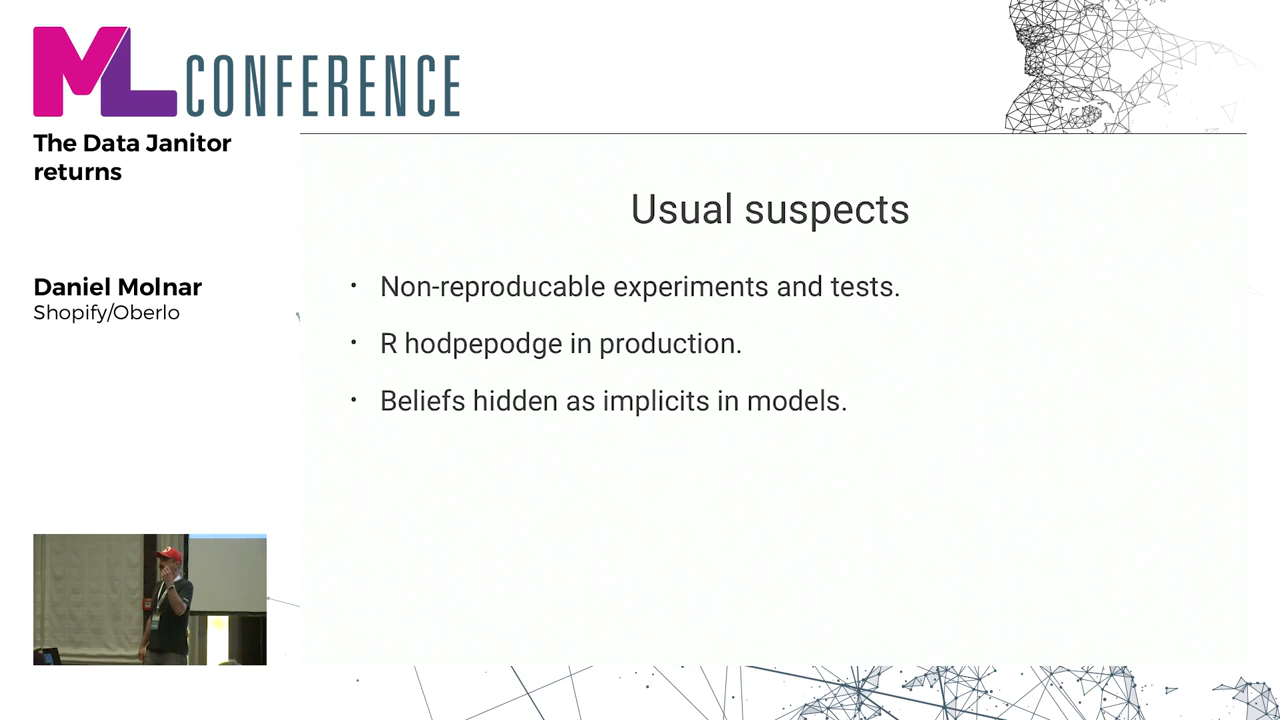 ML CONFERENCE
The Data Janitor
returns
Daniel Molnar
Shopify/Oberlo
Usual suspects
• Non-reproducable experiments and tests.
• R hodpepodge in production.
• Beliefs hidden as implicits in models.